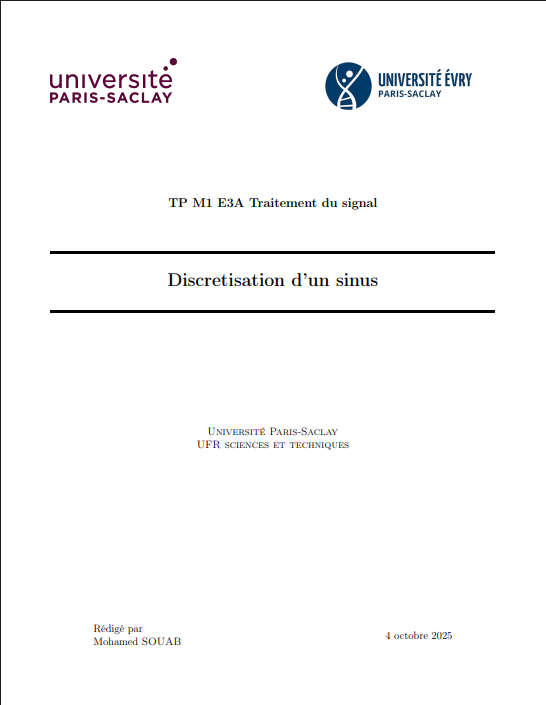 université
PARIS-SACLAY
UNIVERSITÉ ÉVRY
PARIS-SACLAY
TP M1 E3A Traitement du signal
Discretisation d'un sinus
Université Paris-Saclay
UFR sciences et techniques
Rédigé par
Mohamed SOUAB
4 octobre 2025